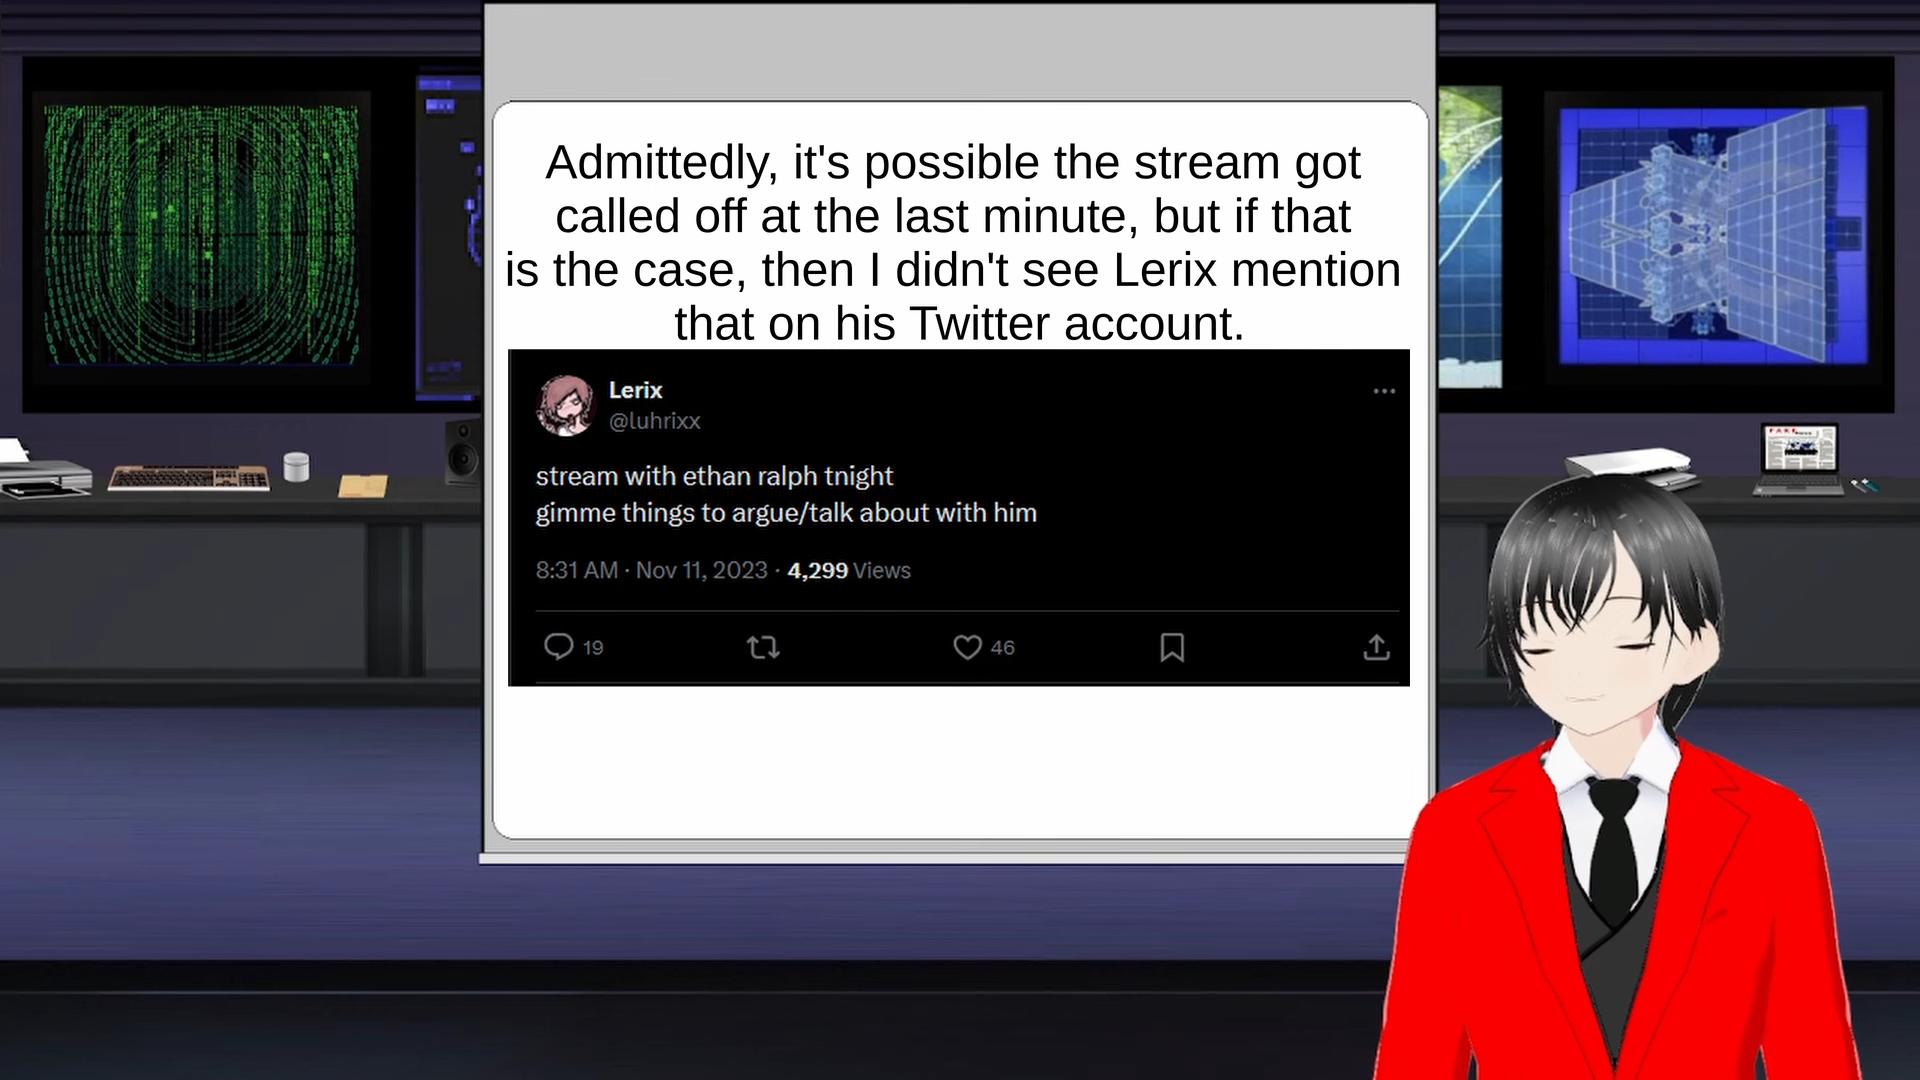 Admittedly, it's possible the stream got
called off at the last minute, but if that
is the case, then I didn't see Lerix mention
that on his Twitter account.
Lerix
@luhrixx
stream with ethan ralph tnight
gimme things to argue/talk about with him
8:31 AM · Nov 11, 2023 · 4,299 Views
19
46
FAKE